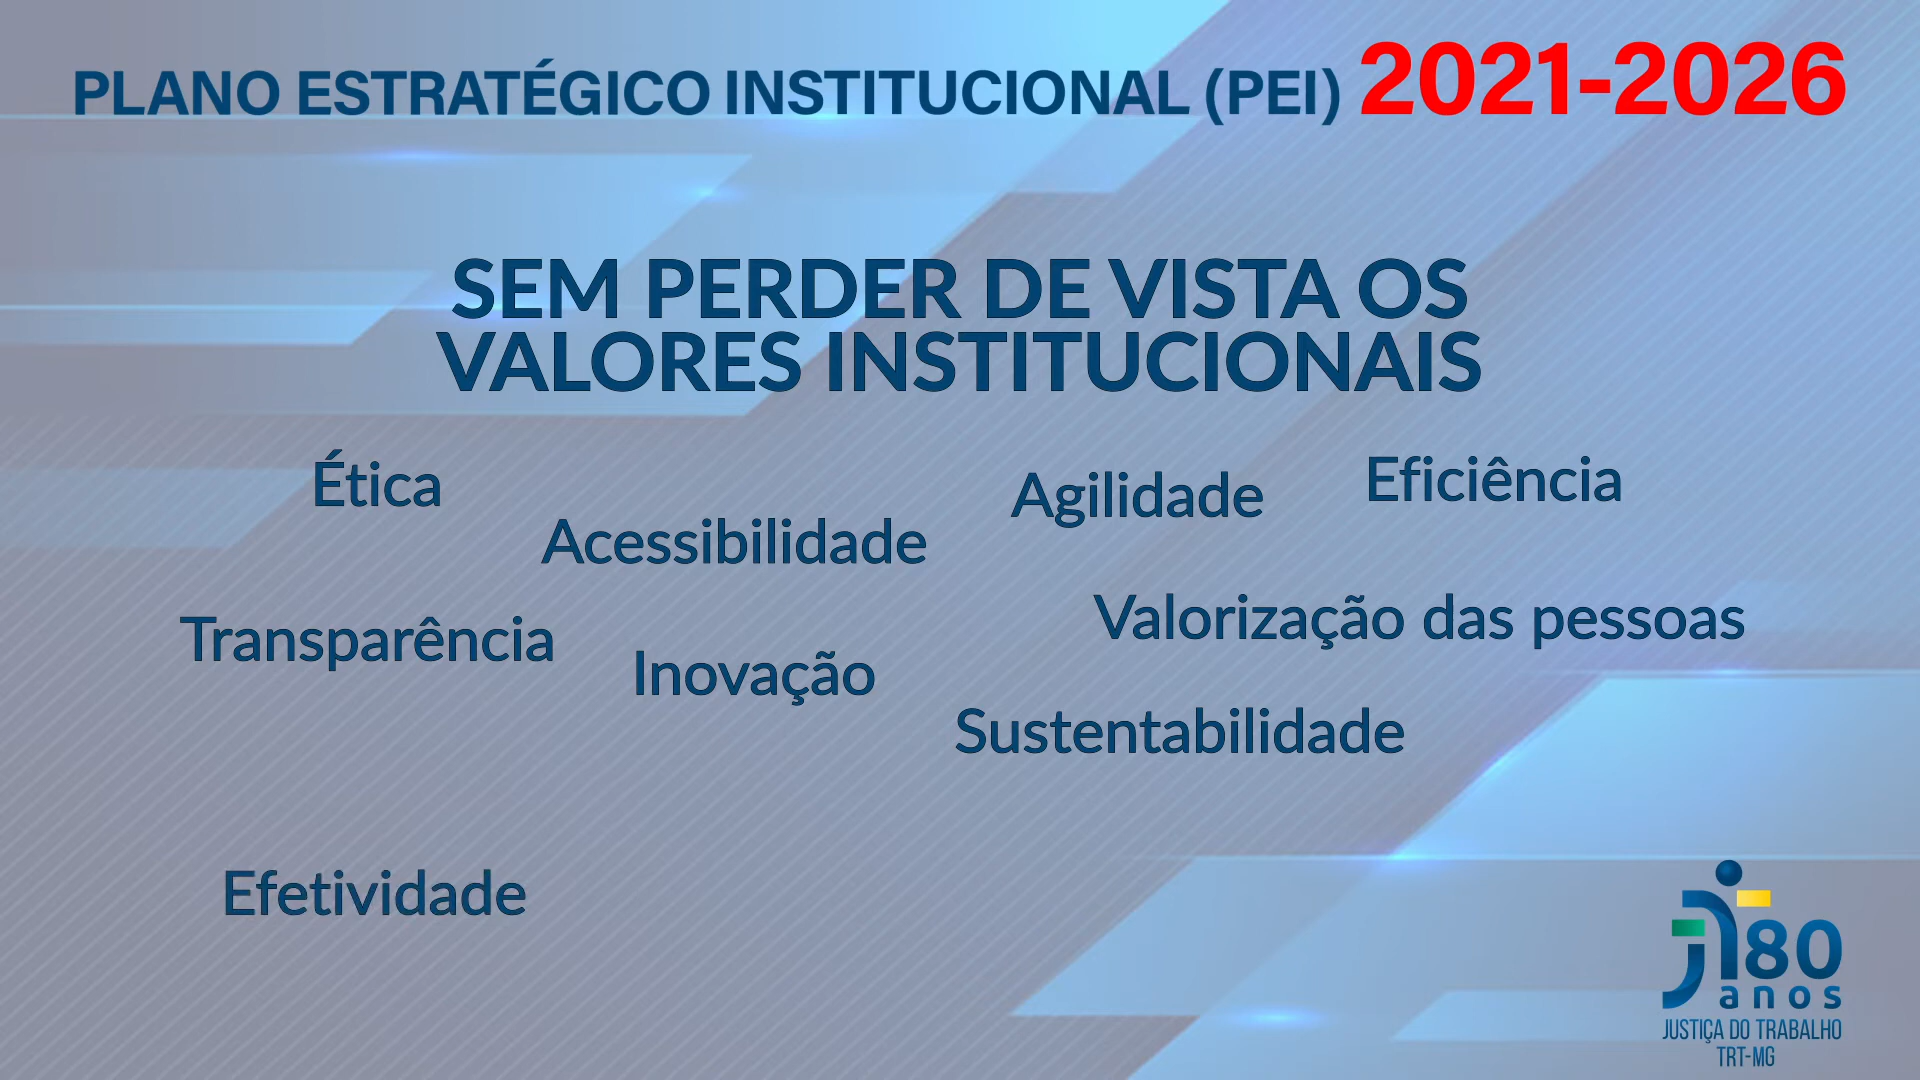 PLANO ESTRATÉGICO INSTITUCIONAL (PEI) 2021-2026
SEM PERDER DE VISTA OS
VALORES INSTITUCIONAIS
Ética
Acessibilidade
Agilidade
Eficiência
Transparência
Inovação
Valorização das pessoas
Sustentabilidade
Efetividade
80
anos
JUSTIÇA DO TRABALHO
TRT-MG